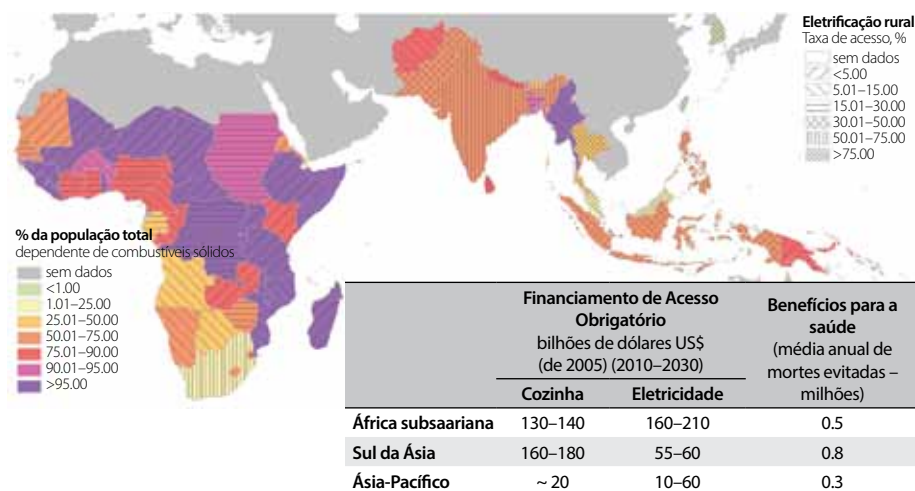 Eletrificação rural
Taxa de acesso, %
sem dados
<5.00
5.01–15.00
15.01–30.00
30.01–50.00
50.01–75.00
>75.00
% da população total
dependente de combustíveis sólidos
sem dados
<1.00
1.01–25.00
25.01–50.00
50.01–75.00
75.01–90.00
90.01–95.00
>95.00
Financiamento de Acesso
Obrigatório
bilhões de dólares US$
(de 2005) (2010–2030)
Benefícios para a
saúde
(média anual de
mortes evitadas –
milhões)
Cozinha Eletricidade
África subsaariana 130–140 160–210 0.5
Sul da Ásia 160–180 55–60 0.8
Ásia-Pacífico ~ 20 10–60 0.3